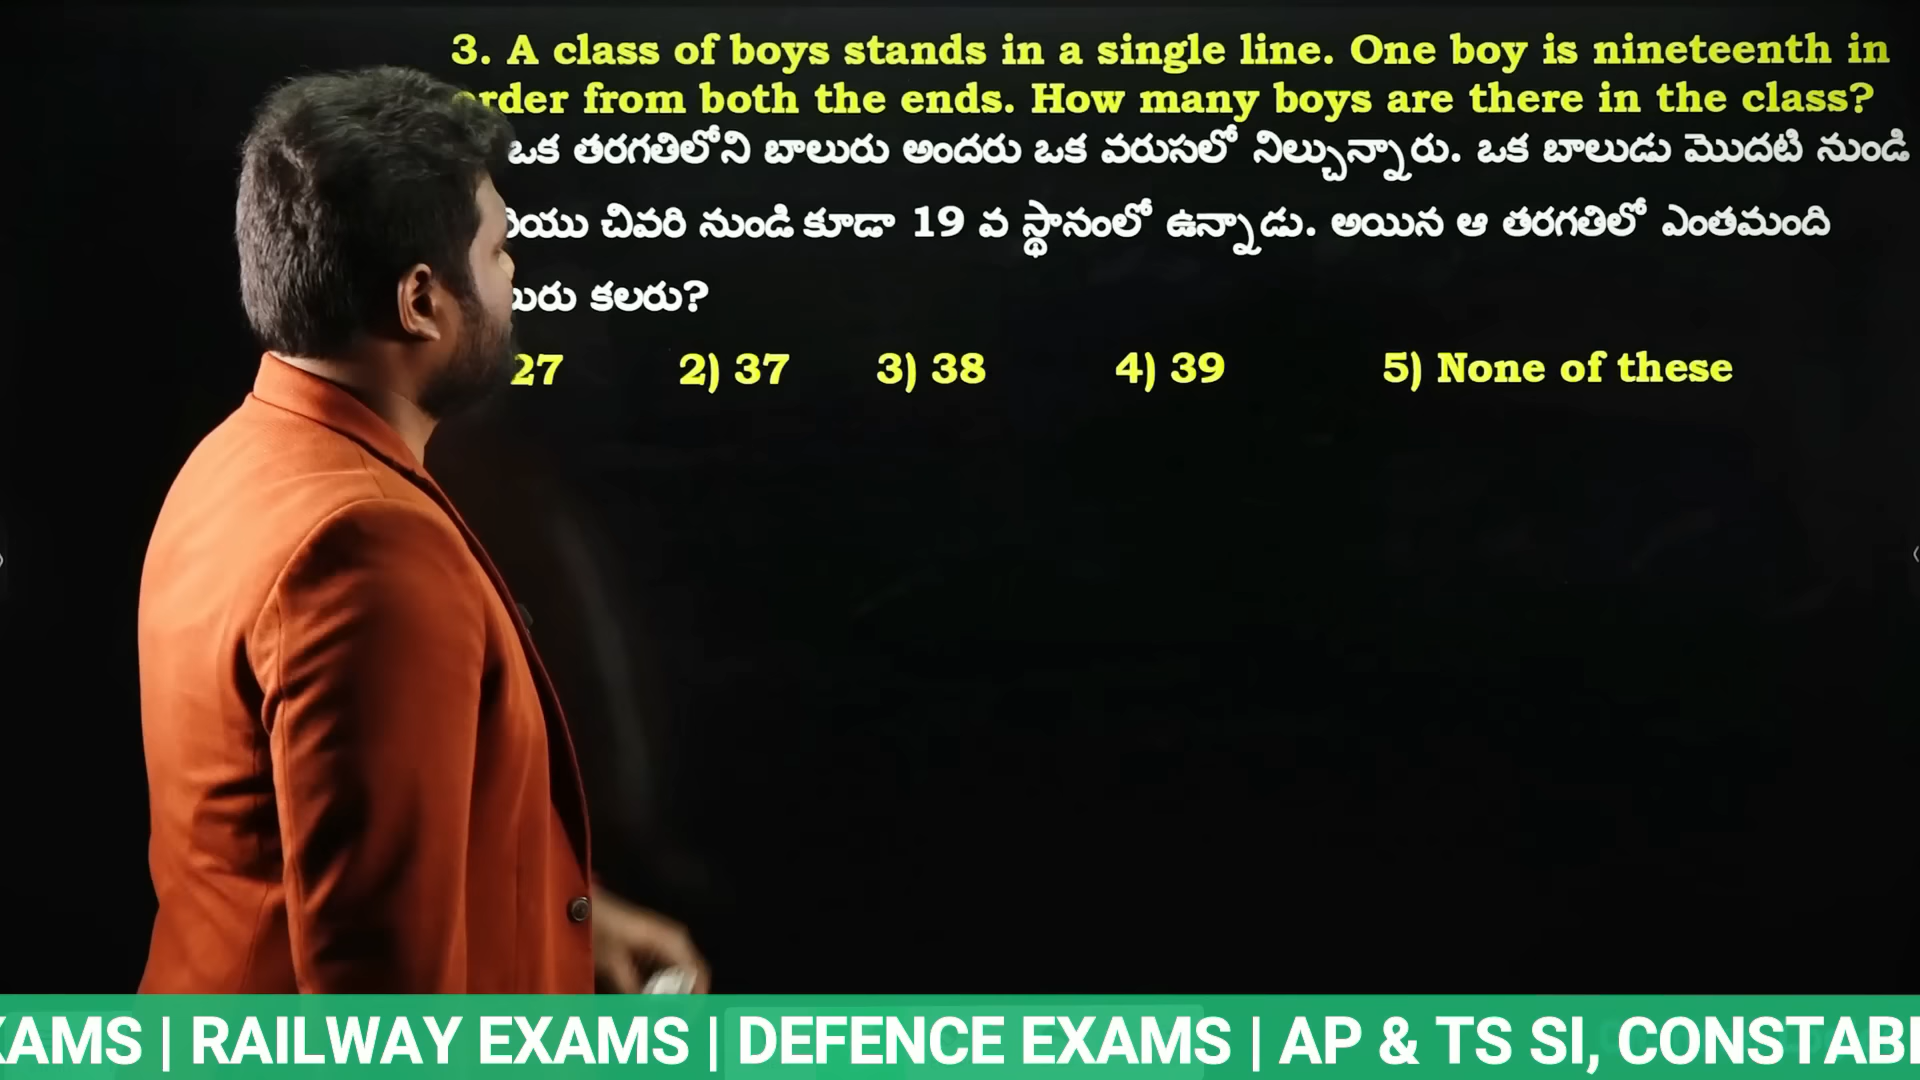 3. A class of boys stands in a single line. One boy is nineteenth in
order from both the ends. How many boys are there in the class?
ఒక తరగతిలోని బాలురు అందరు ఒక వరుసలో నిల్చున్నారు. ఒక బాలుడు మొదటి నుండి
చివరి నుండి కూడా 19 వ స్థానంలో ఉన్నాడు. అయిన ఆ తరగతిలో ఎంతమంది
కలరు?
27 2) 37 3) 38 4) 39 5) None of these
RAILWAY EXAMS | DEFENCE EXAMS | AP & TS SI,